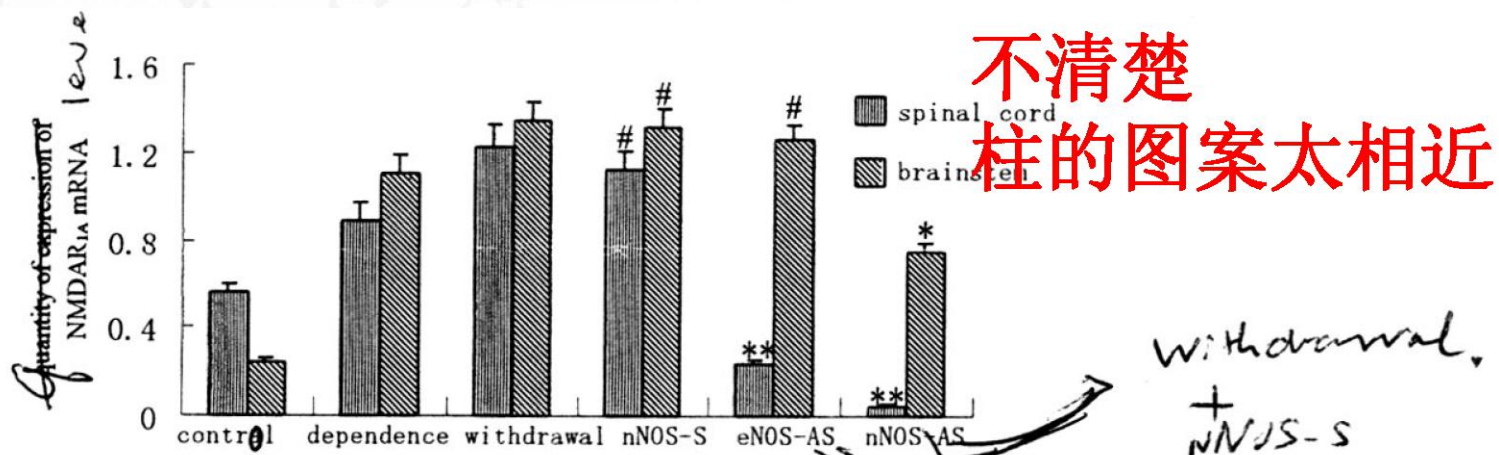 不清楚
柱的图案太相近
quantity of expression of
NMDAR1A mRNA leve
1.6
1.2
0.8
0.4
0
spinal cord
brainstem
# # #
** ** *
control dependence withdrawal nNOS-S eNOS-AS nNOS-AS
withdrawal.
+
nNOS-S